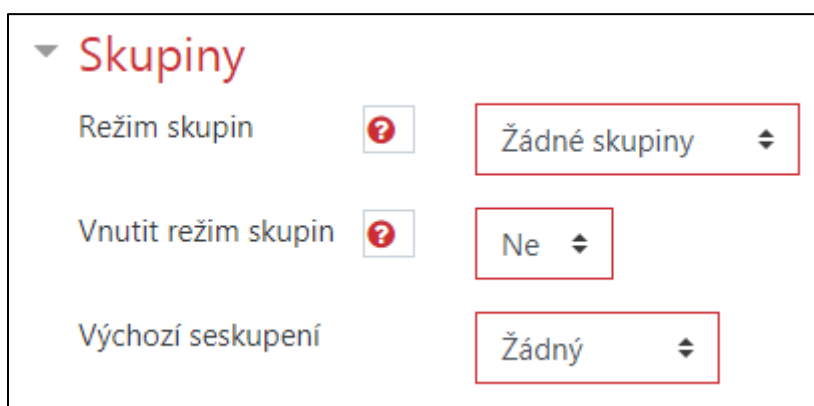 Skupiny
Režim skupin Žádné skupiny
Vnutit režim skupin Ne
Výchozí seskupení Žádný